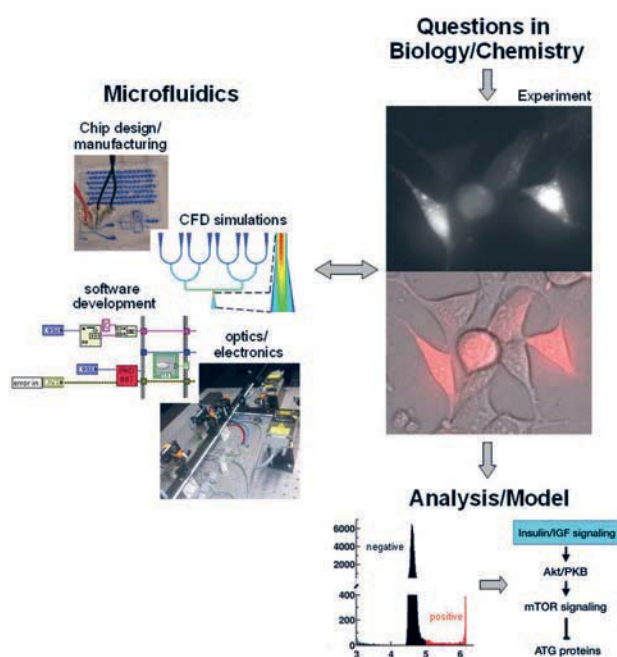 Questions in
Biology/Chemistry
Experiment
Microfluidics
Chip design/
manufacturing
CFD simulations
software
development
optics/
electronics
error in
Analysis/Model
6000
4000
2000
400
200
0
3
4
5
6
negative
positive
Insulin/IGF signaling
Akt/PKB
mTOR signaling
ATG proteins